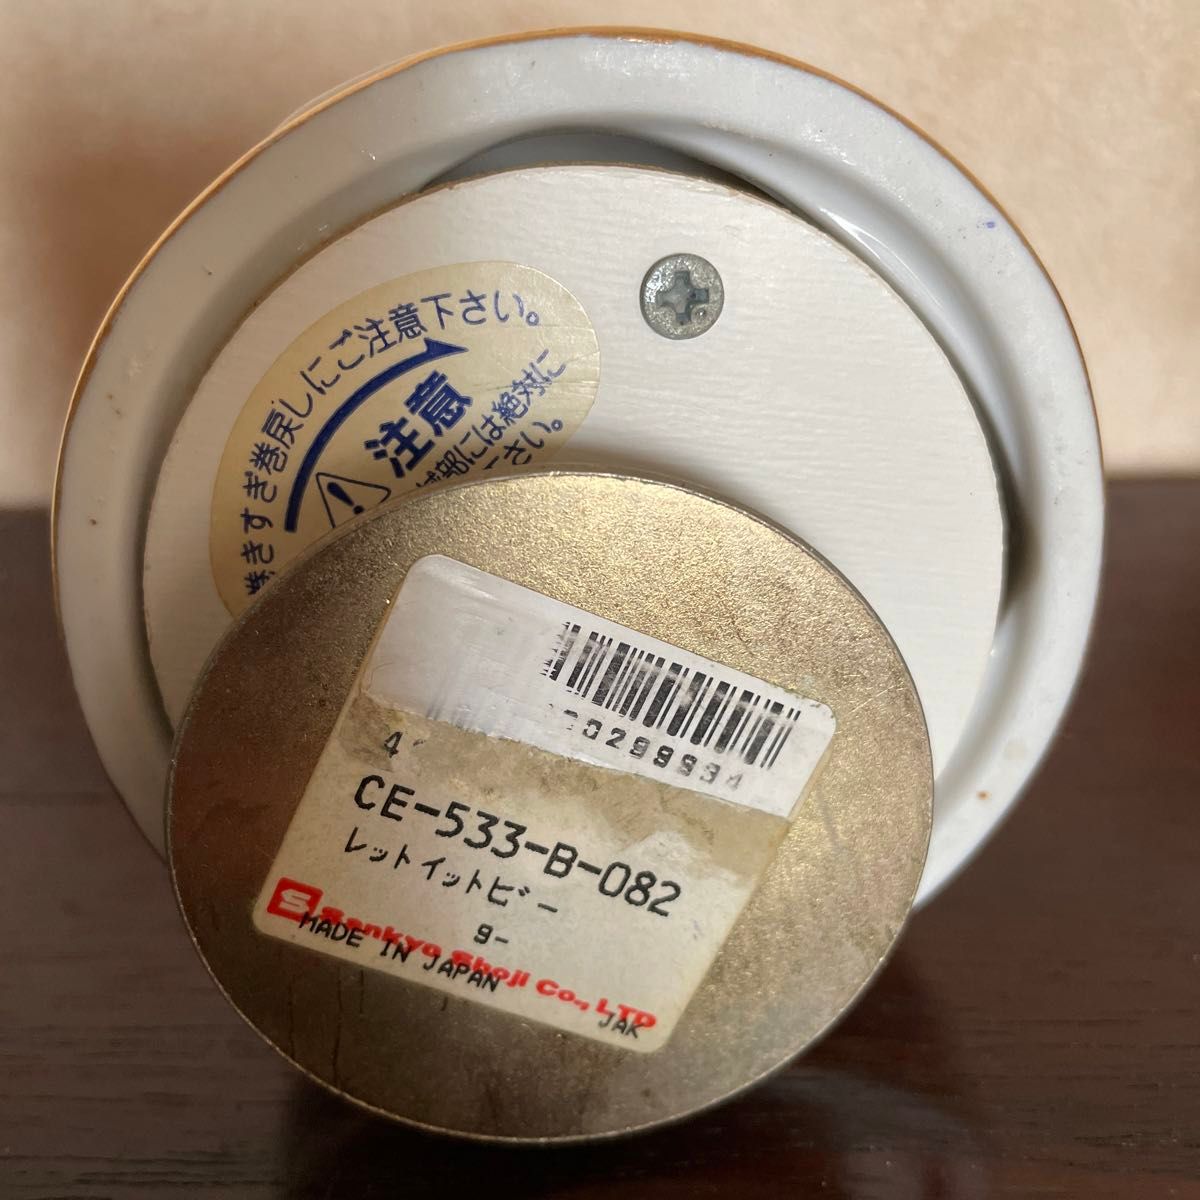 巻きすぎ巻戻しにご注意下さい。
注意
部には絶対に
さい。
4
00299934
CE-533-B-082
レットイットビー
9-
S Sankyo Shoji Co., LTD
MADE IN JAPAN
JAK